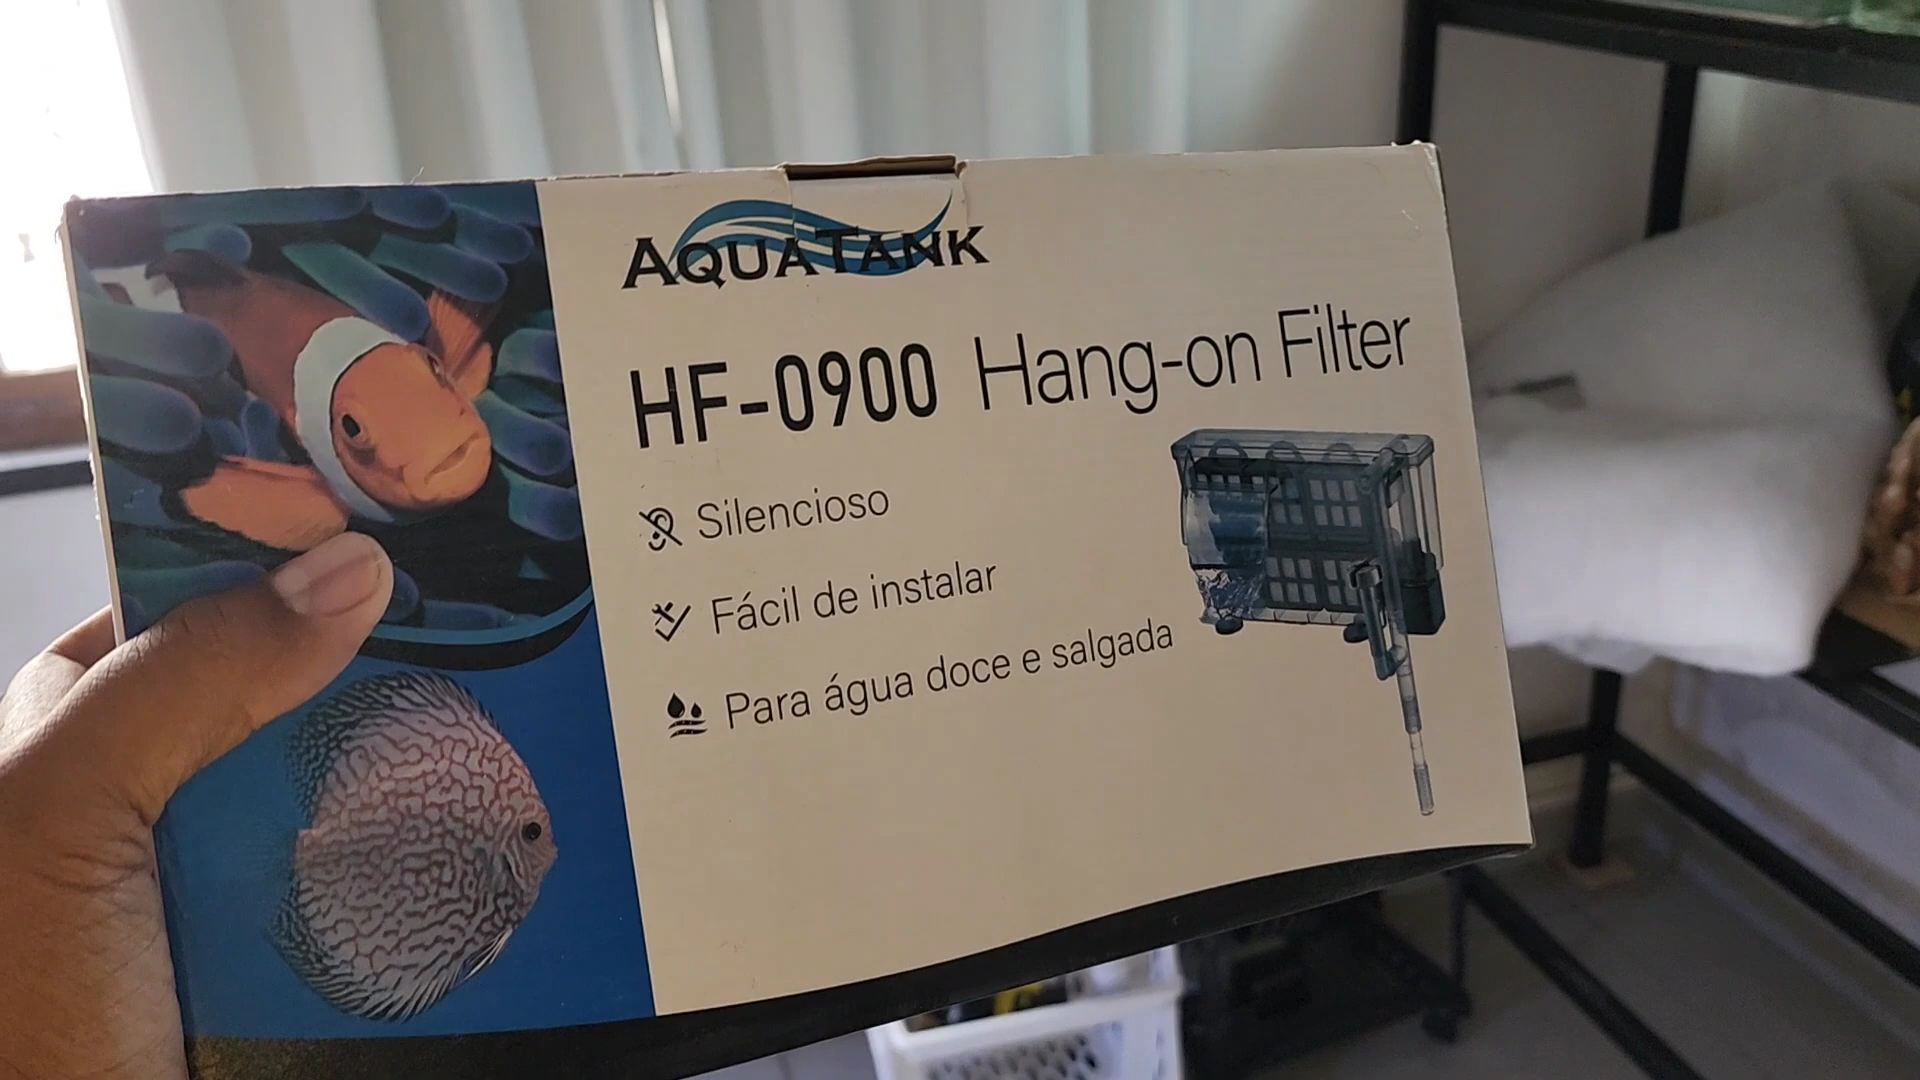 AQUATANK
HF-0900 Hang-on Filter
Silencioso
Fácil de instalar
Para água doce e salgada